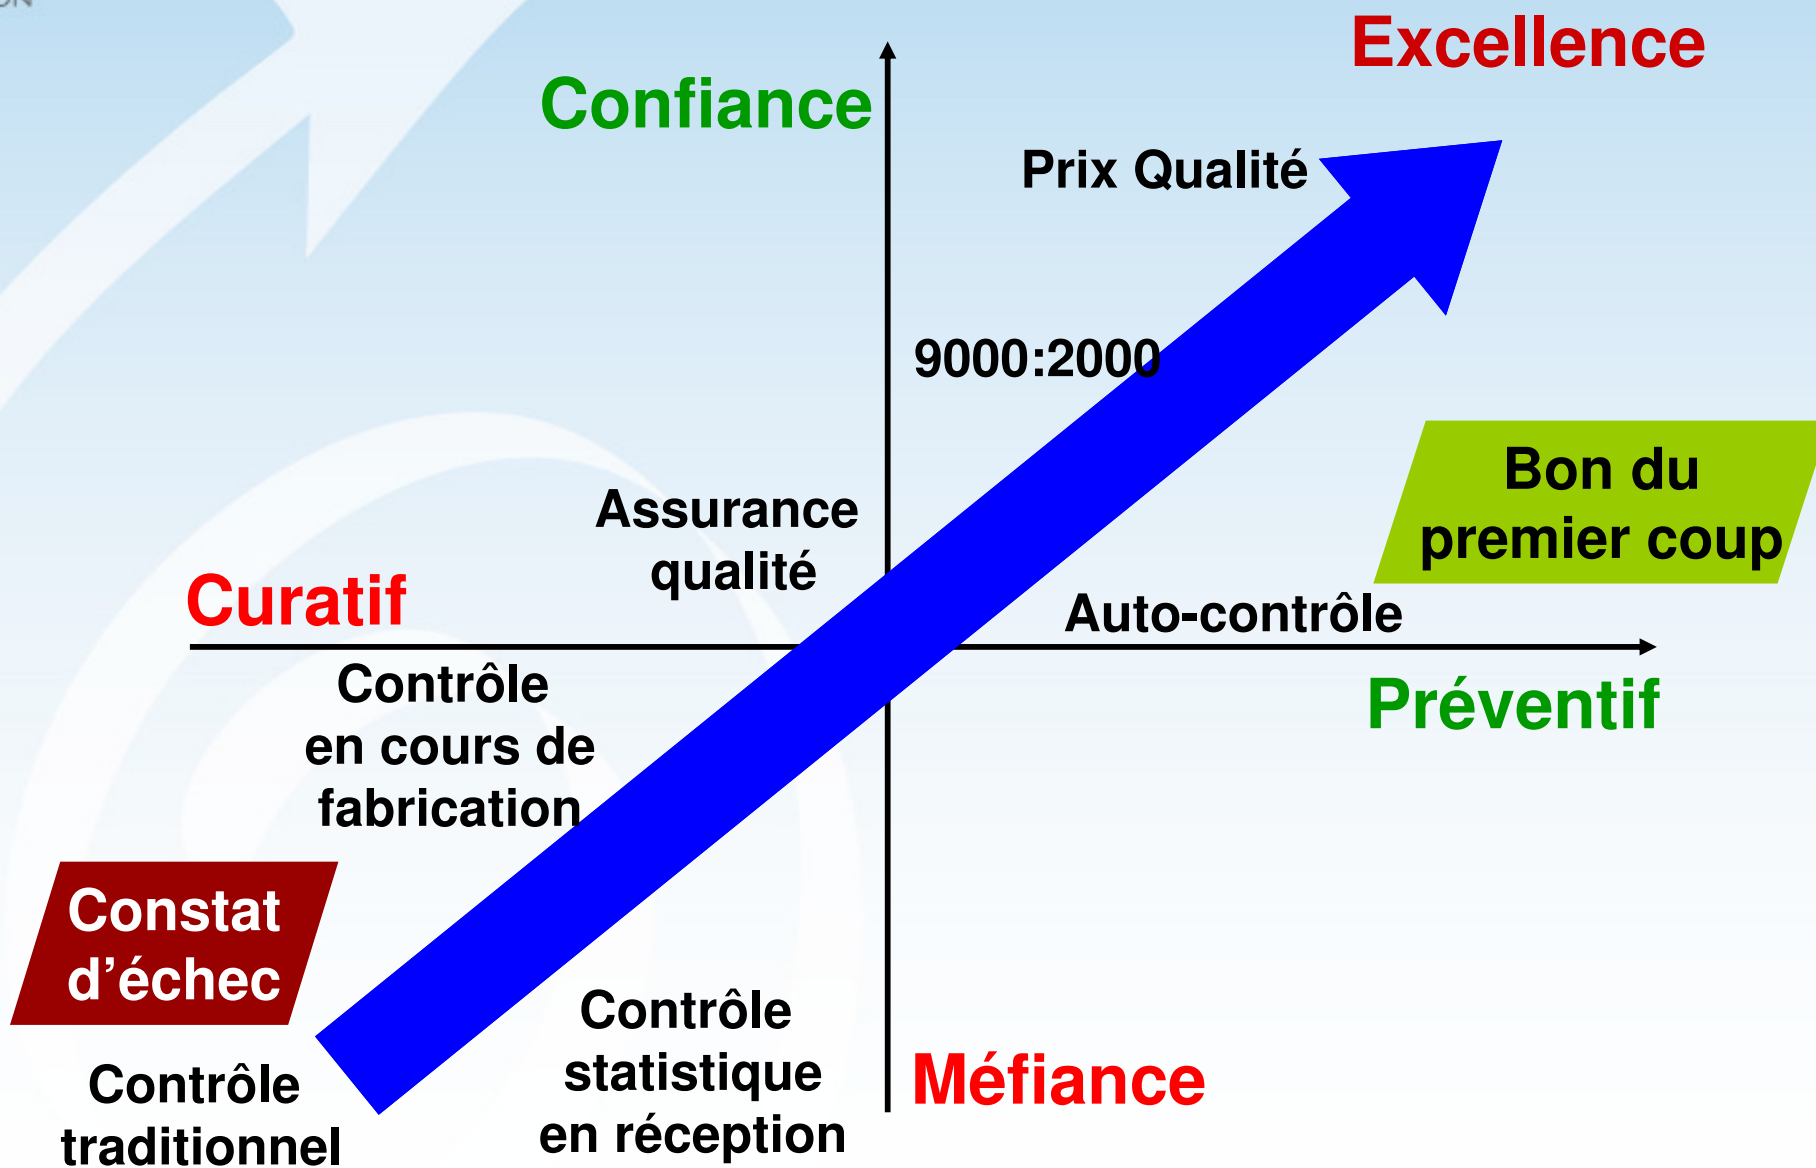 Excellence
Confiance
Prix Qualité
9000:2000
Bon du
premier coup
Assurance
qualité
Curatif
Auto-contrôle
Contrôle
en cours de
fabrication
Préventif
Constat
d’échec
Contrôle
statistique
en réception
Méfiance
Contrôle
traditionnel